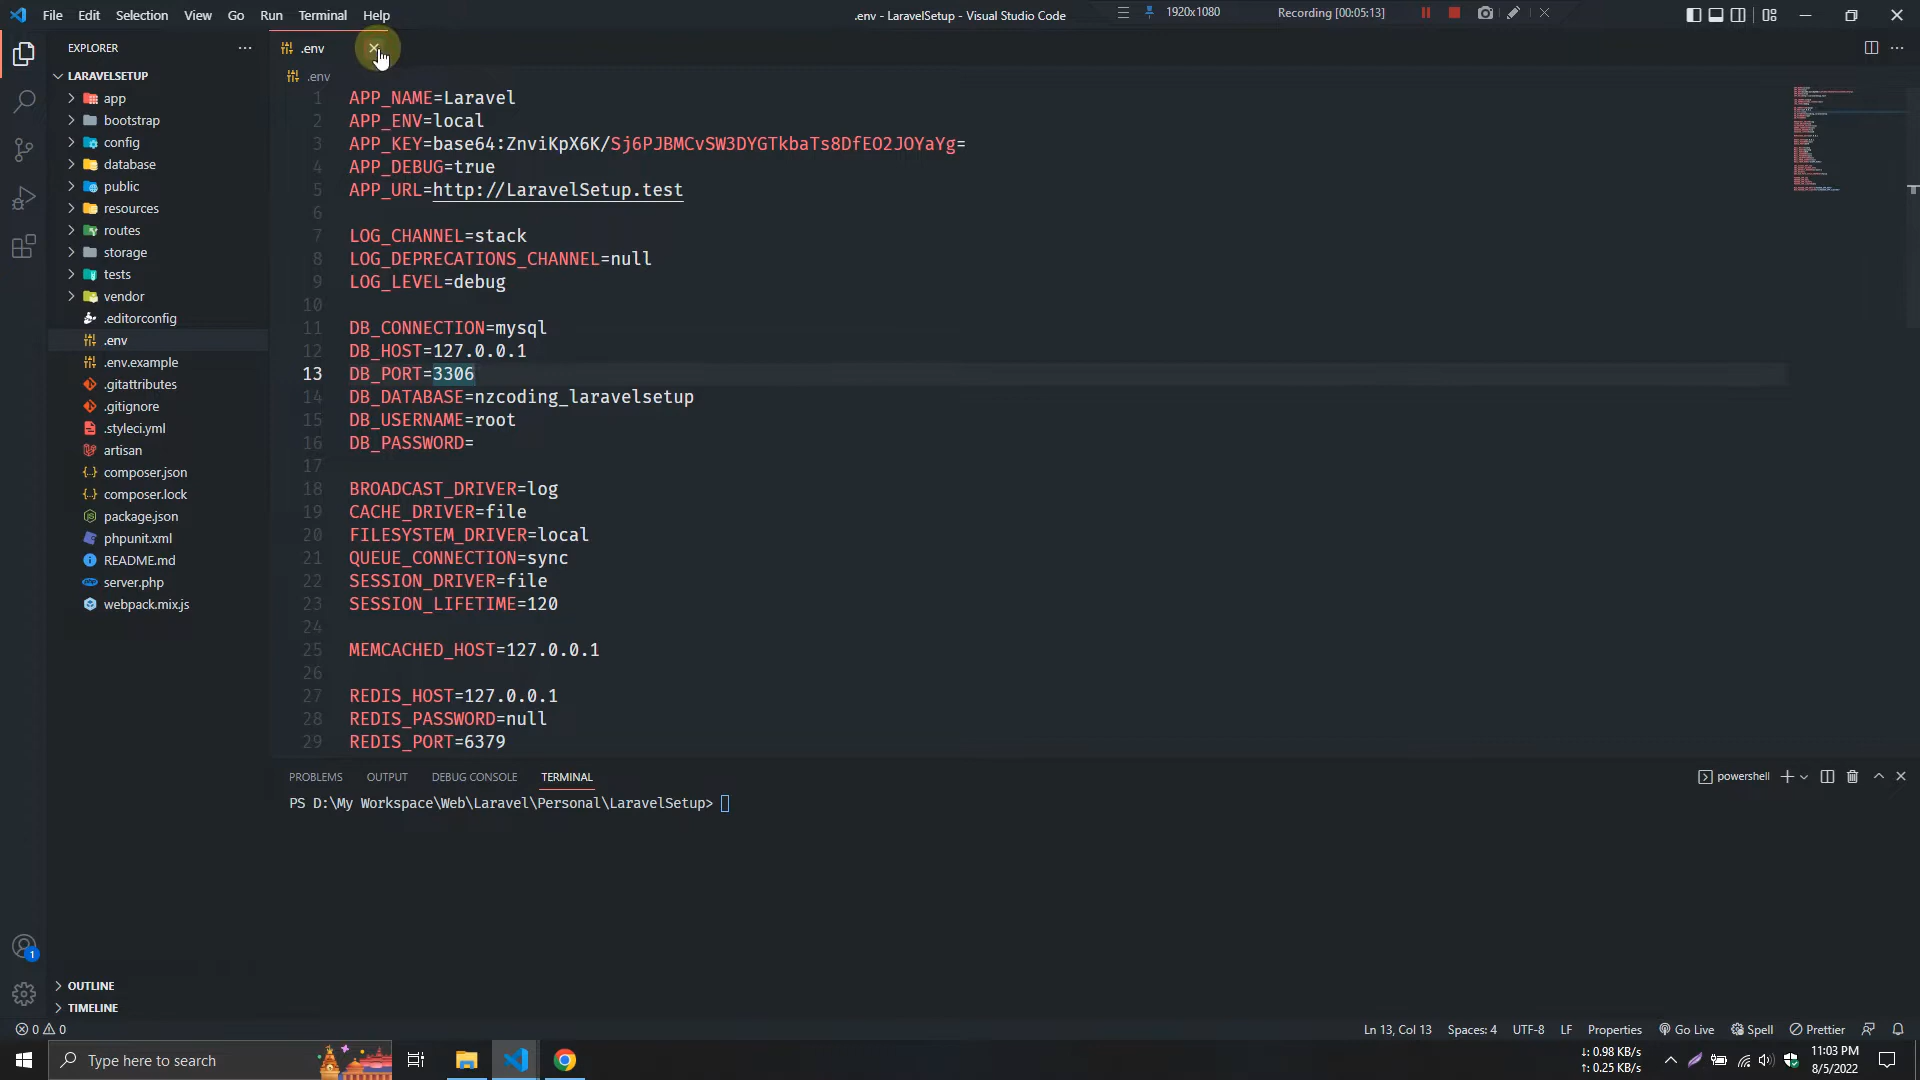 File Edit Selection View Go Run Terminal Help
.env - LaravelSetup - Visual Studio Code
1920x1080
Recording [00:05:13]
EXPLORER
.env
LARAVELSETUP
.env
app
bootstrap
config
database
public
resources
routes
storage
tests
vendor
.editorconfig
.env
.env.example
.gitattributes
.gitignore
.styleci.yml
artisan
composer.json
composer.lock
package.json
phpunit.xml
README.md
server.php
webpack.mix.js
OUTLINE
TIMELINE
1 APP_NAME=Laravel
2 APP_ENV=local
3 APP_KEY=base64:ZnviKpX6K/Sj6PJBMCvSW3DYGTkbaTs8DfEO2JOYaYg=
4 APP_DEBUG=true
5 APP_URL=http://LaravelSetup.test
6
7 LOG_CHANNEL=stack
8 LOG_DEPRECATIONS_CHANNEL=null
9 LOG_LEVEL=debug
10
11 DB_CONNECTION=mysql
12 DB_HOST=127.0.0.1
13 DB_PORT=3306
14 DB_DATABASE=nzcoding_laravelsetup
15 DB_USERNAME=root
16 DB_PASSWORD=
17
18 BROADCAST_DRIVER=log
19 CACHE_DRIVER=file
20 FILESYSTEM_DRIVER=local
21 QUEUE_CONNECTION=sync
22 SESSION_DRIVER=file
23 SESSION_LIFETIME=120
24
25 MEMCACHED_HOST=127.0.0.1
26
27 REDIS_HOST=127.0.0.1
28 REDIS_PASSWORD=null
29 REDIS_PORT=6379
PROBLEMS OUTPUT DEBUG CONSOLE TERMINAL
powershell
PS D:\My Workspace\Web\Laravel\Personal\LaravelSetup>
1
0 0
Ln 13, Col 13 Spaces: 4 UTF-8 LF Properties Go Live Spell Prettier
Type here to search
↓: 0.98 KB/s
↑: 0.25 KB/s
11:03 PM
8/5/2022